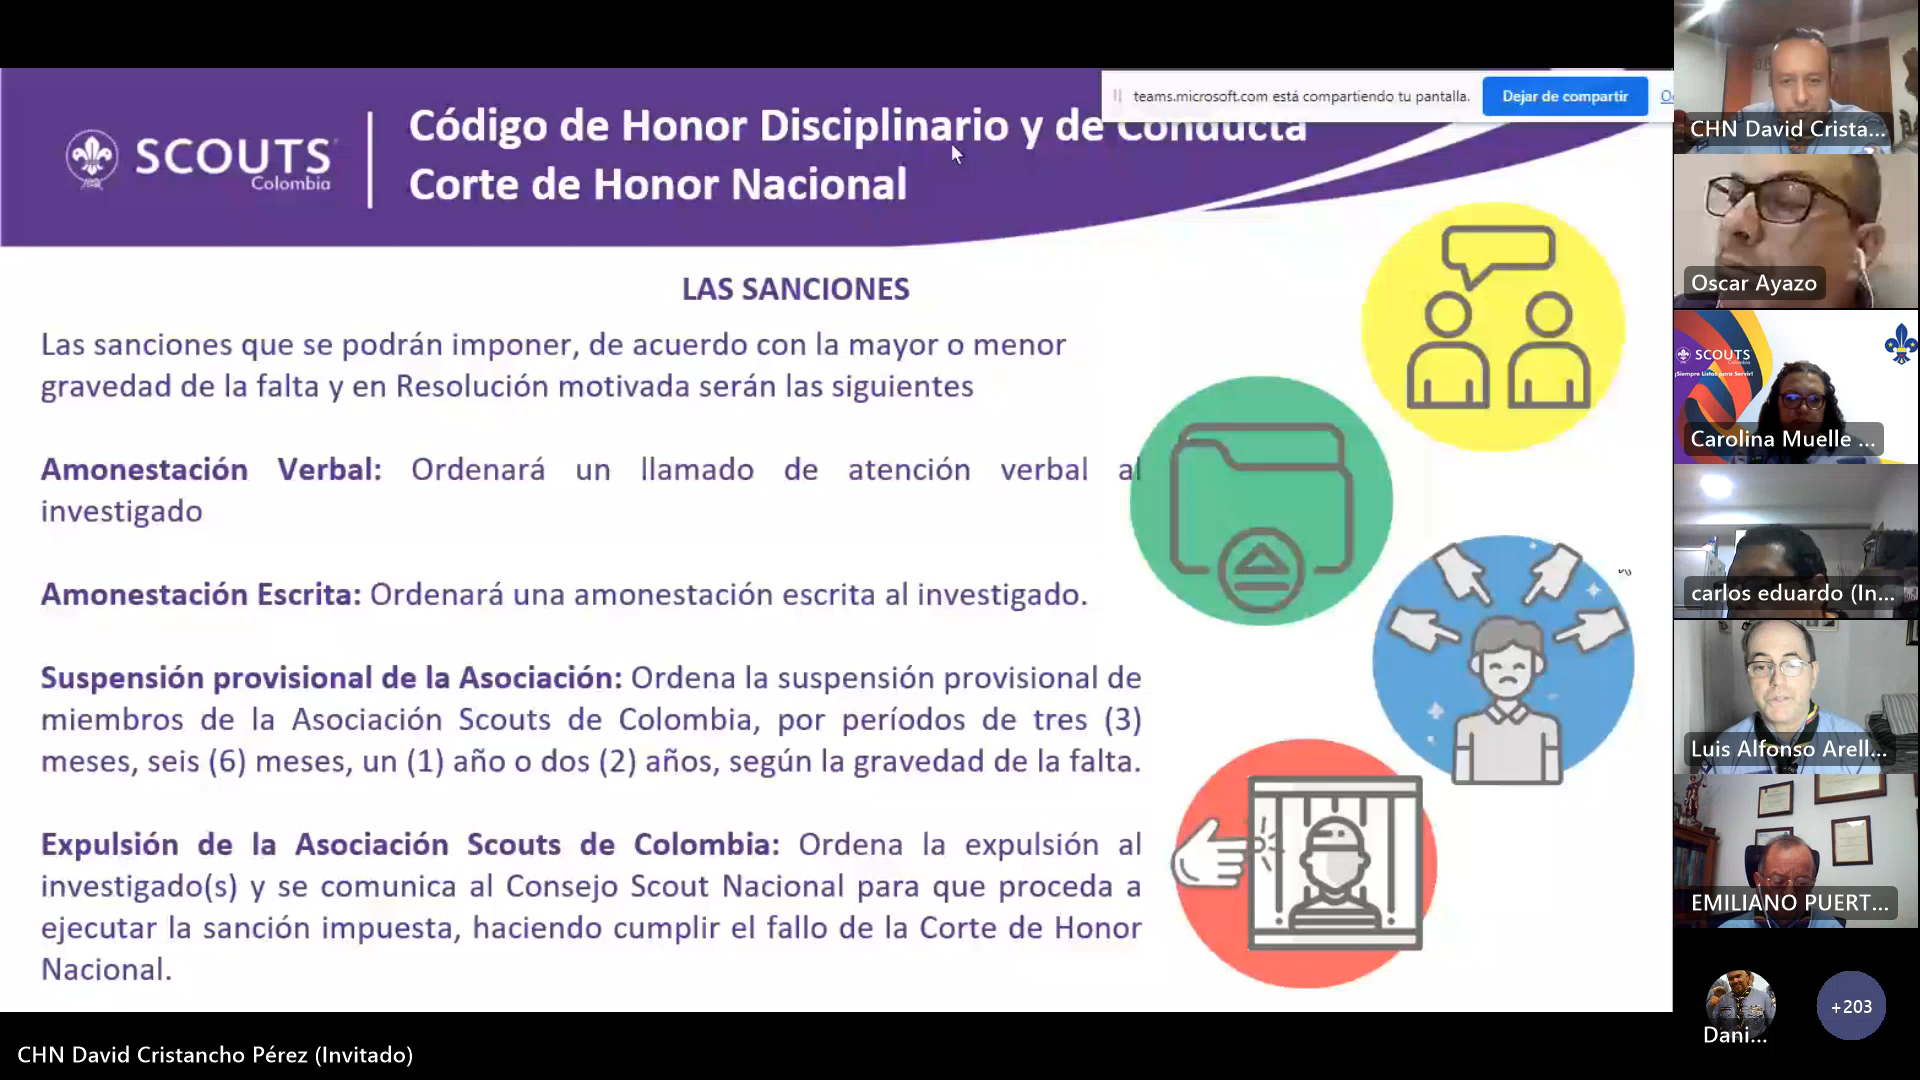 teams.microsoft.com está compartiendo tu pantalla.
Dejar de compartir
SCOUTS
Colombia
Código de Honor Disciplinario y de Conducta
Corte de Honor Nacional
LAS SANCIONES
Las sanciones que se podrán imponer, de acuerdo con la mayor o menor
gravedad de la falta y en Resolución motivada serán las siguientes
Amonestación Verbal: Ordenará un llamado de atención verbal al
investigado
Amonestación Escrita: Ordenará una amonestación escrita al investigado.
Suspensión provisional de la Asociación: Ordena la suspensión provisional de
miembros de la Asociación Scouts de Colombia, por períodos de tres (3)
meses, seis (6) meses, un (1) año o dos (2) años, según la gravedad de la falta.
Expulsión de la Asociación Scouts de Colombia: Ordena la expulsión al
investigado(s) y se comunica al Consejo Scout Nacional para que proceda a
ejecutar la sanción impuesta, haciendo cumplir el fallo de la Corte de Honor
Nacional.
CHN David Cristancho Pérez (Invitado)
CHN David Crista...
Oscar Ayazo
SCOUTS
¡Siempre Listos para Servir!
Carolina Muelle ...
carlos eduardo (In...
Luis Alfonso Arell...
EMILIANO PUERT...
Dani...
+203